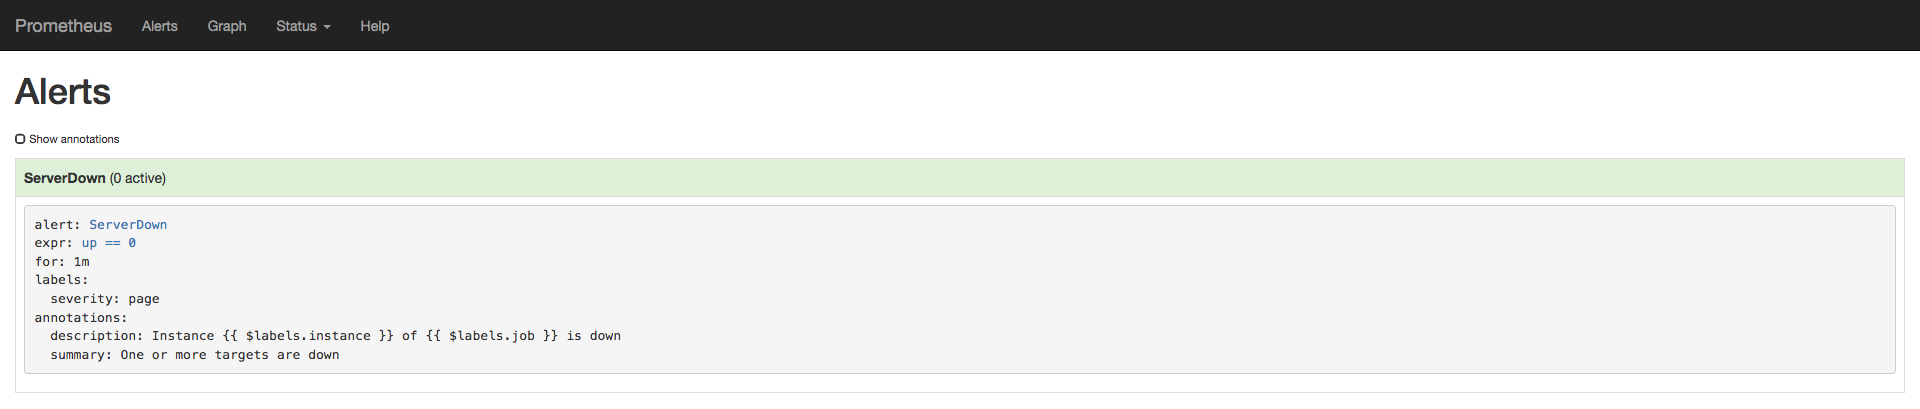 Prometheus Alerts Graph Status Help
Alerts
Show annotations
ServerDown (0 active)
alert: ServerDown
expr: up == 0
for: 1m
labels:
  severity: page
annotations:
  description: Instance {{ $labels.instance }} of {{ $labels.job }} is down
  summary: One or more targets are down